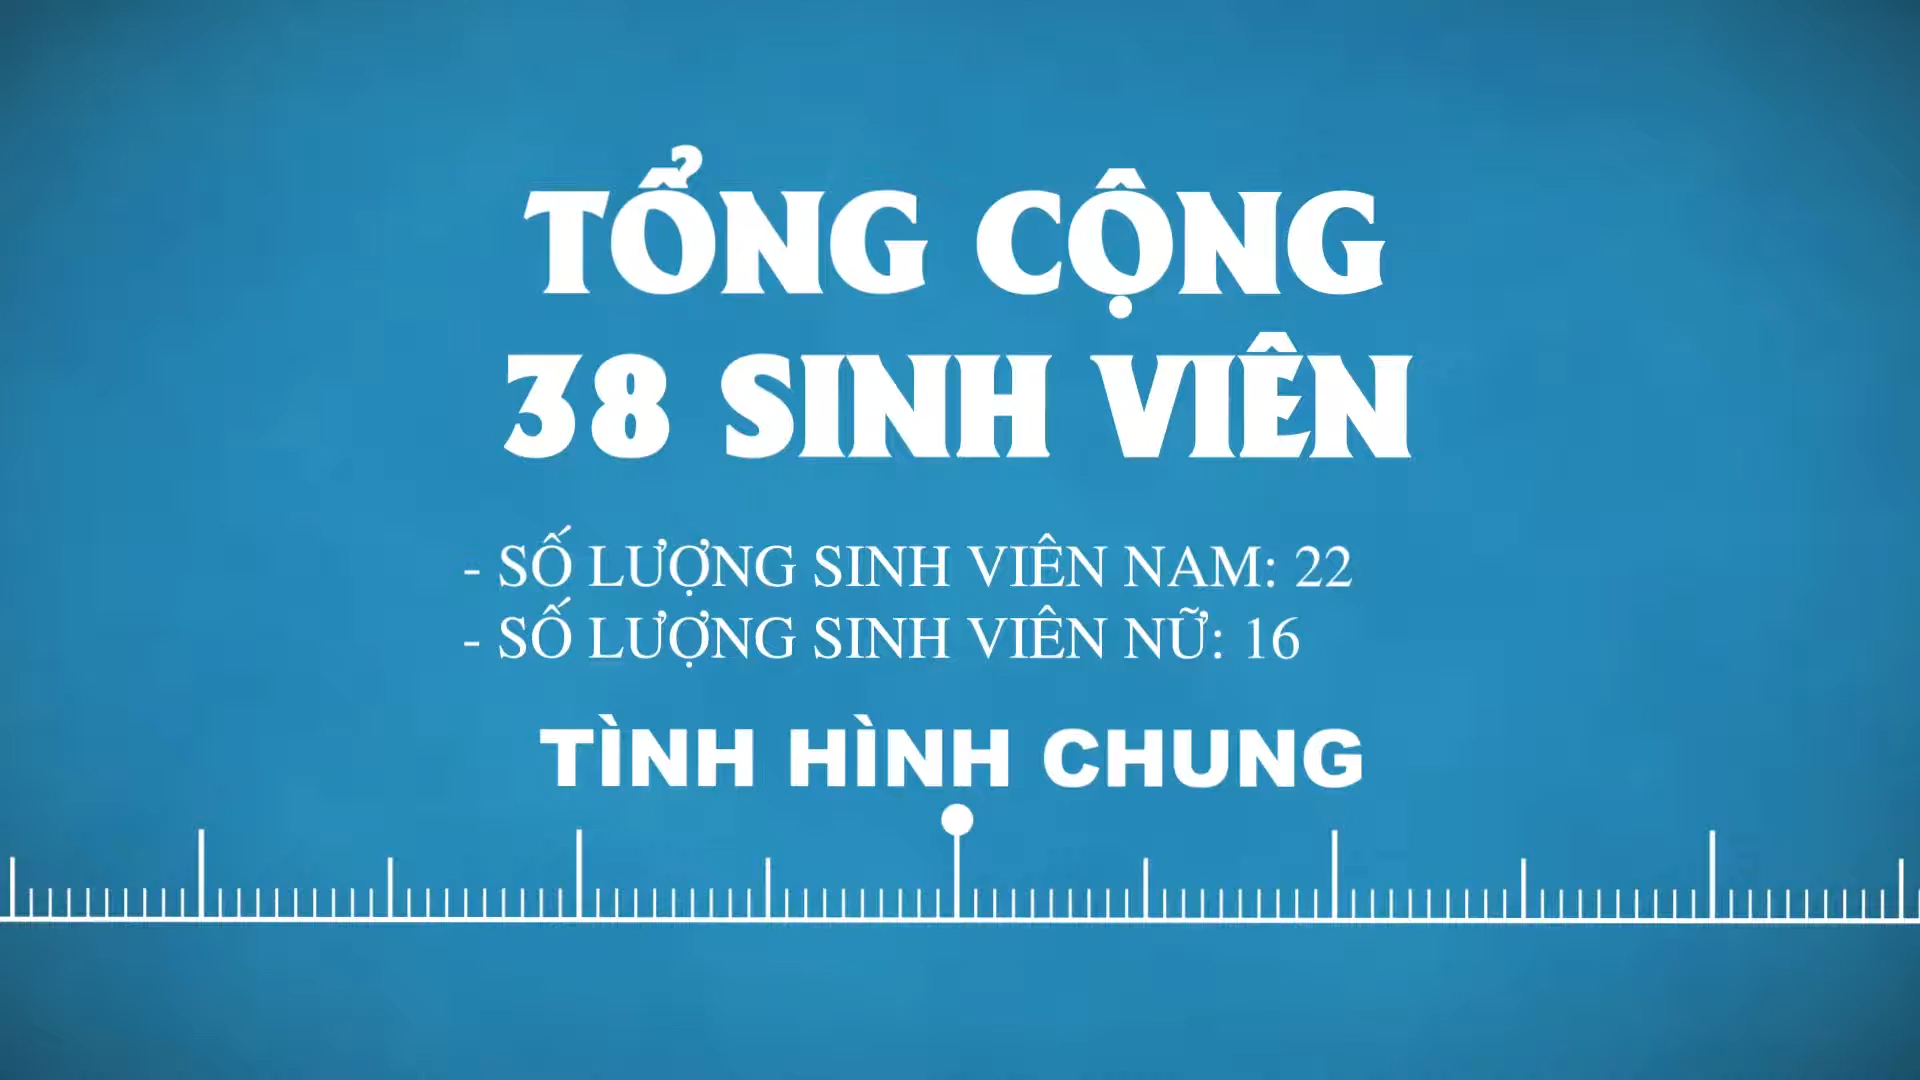 TỔNG CỘNG
38 SINH VIÊN
- SỐ LƯỢNG SINH VIÊN NAM: 22
- SỐ LƯỢNG SINH VIÊN NỮ: 16
TÌNH HÌNH CHUNG